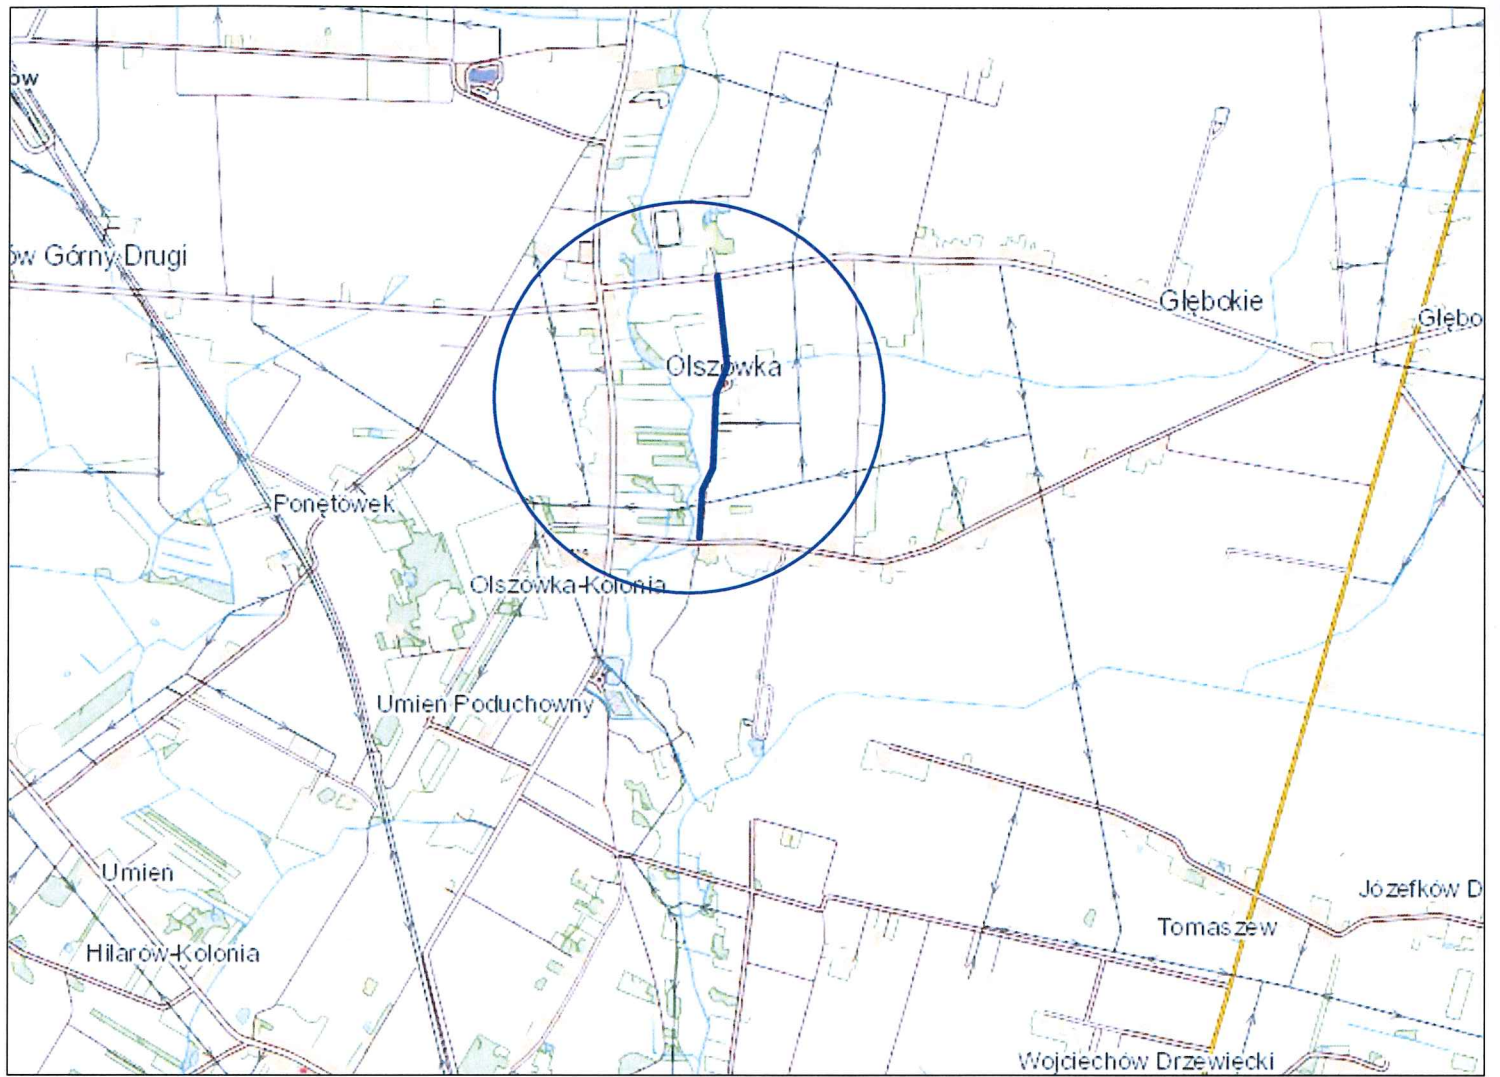 ów
ów Górny Drugi
Głębokie
Głębo
Olszówka
Ponętówek
Olszówka-Kolonia
Umień Poduchowny
Umień
Józefków D
Tomaszew
Hilarów-Kolonia
Wojciechów Drzewiecki